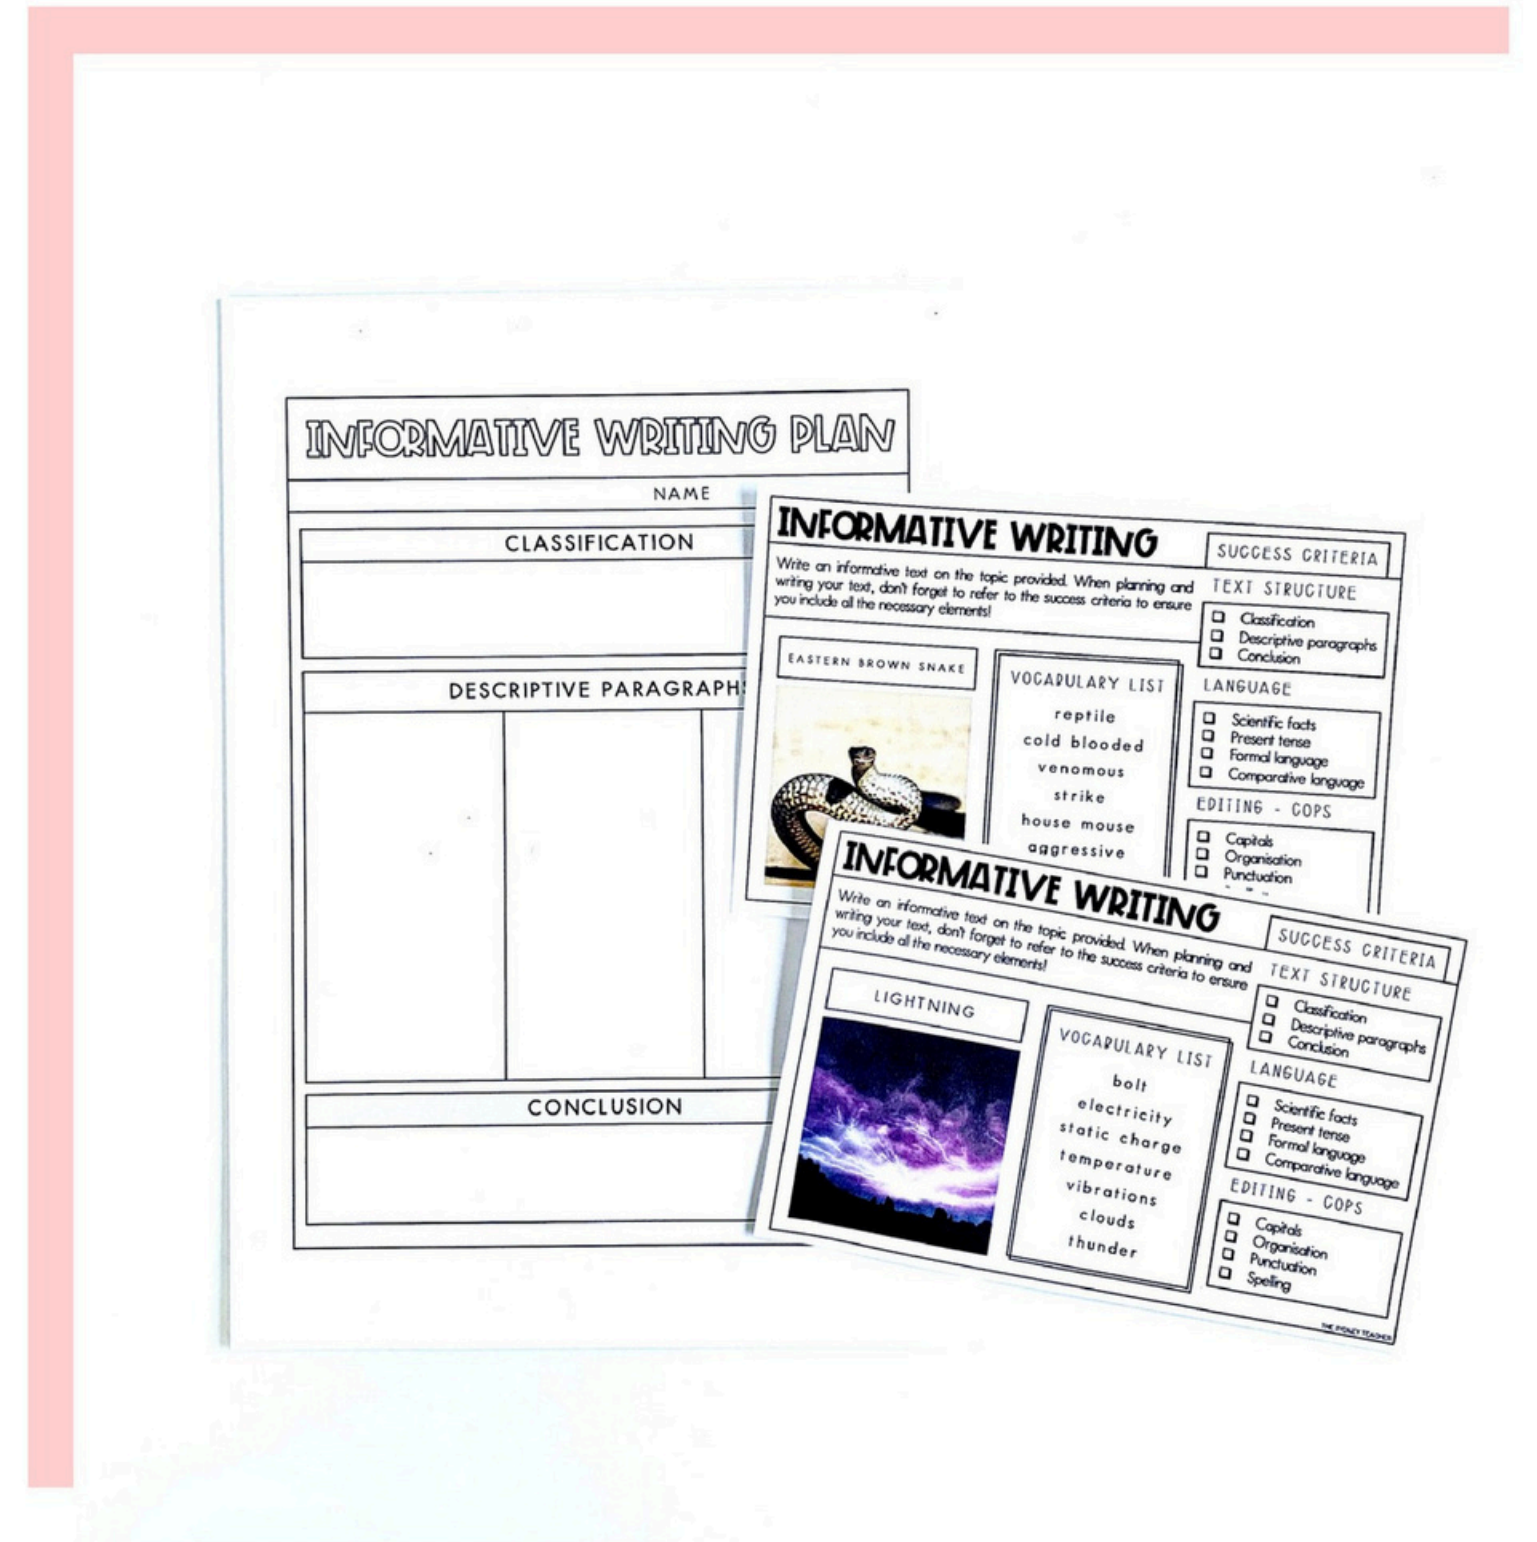 INFORMATIVE WRITING PLAN
NAME
CLASSIFICATION
DESCRIPTIVE PARAGRAPHS
CONCLUSION
INFORMATIVE WRITING
Write an informative text on the topic provided. When planning and
writing your text, don't forget to refer to the success criteria to ensure
you include all the necessary elements!
EASTERN BROWN SNAKE
VOCABULARY LIST
reptile
cold blooded
venomous
strike
house mouse
aggressive
SUCCESS CRITERIA
TEXT STRUCTURE
Classification
Descriptive paragraphs
Conclusion
LANGUAGE
Scientific facts
Present tense
Formal language
Comparative language
EDITING - COPS
Capitals
Organisation
Punctuation
INFORMATIVE WRITING
Write an informative text on the topic provided. When planning and
writing your text, don't forget to refer to the success criteria to ensure
you include all the necessary elements!
LIGHTNING
VOCABULARY LIST
bolt
electricity
static charge
temperature
vibrations
clouds
thunder
SUCCESS CRITERIA
TEXT STRUCTURE
Classification
Descriptive paragraphs
Conclusion
LANGUAGE
Scientific facts
Present tense
Formal language
Comparative language
EDITING - COPS
Capitals
Organisation
Punctuation
Spelling